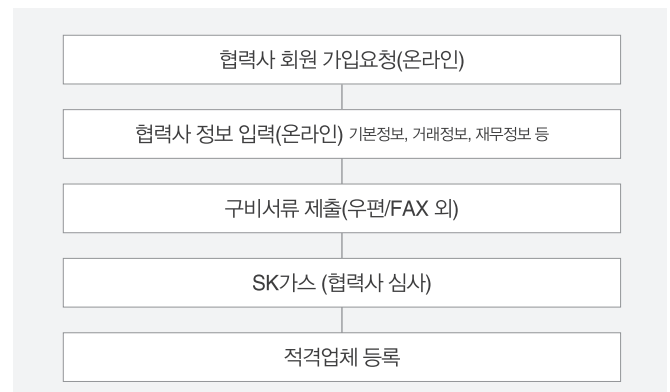 협력사 회원 가입요청(온라인)
협력사 정보 입력(온라인) 기본정보, 거래정보, 재무정보 등
구비서류 제출(우편/FAX 외)
SK가스 (협력사 심사)
적격업체 등록